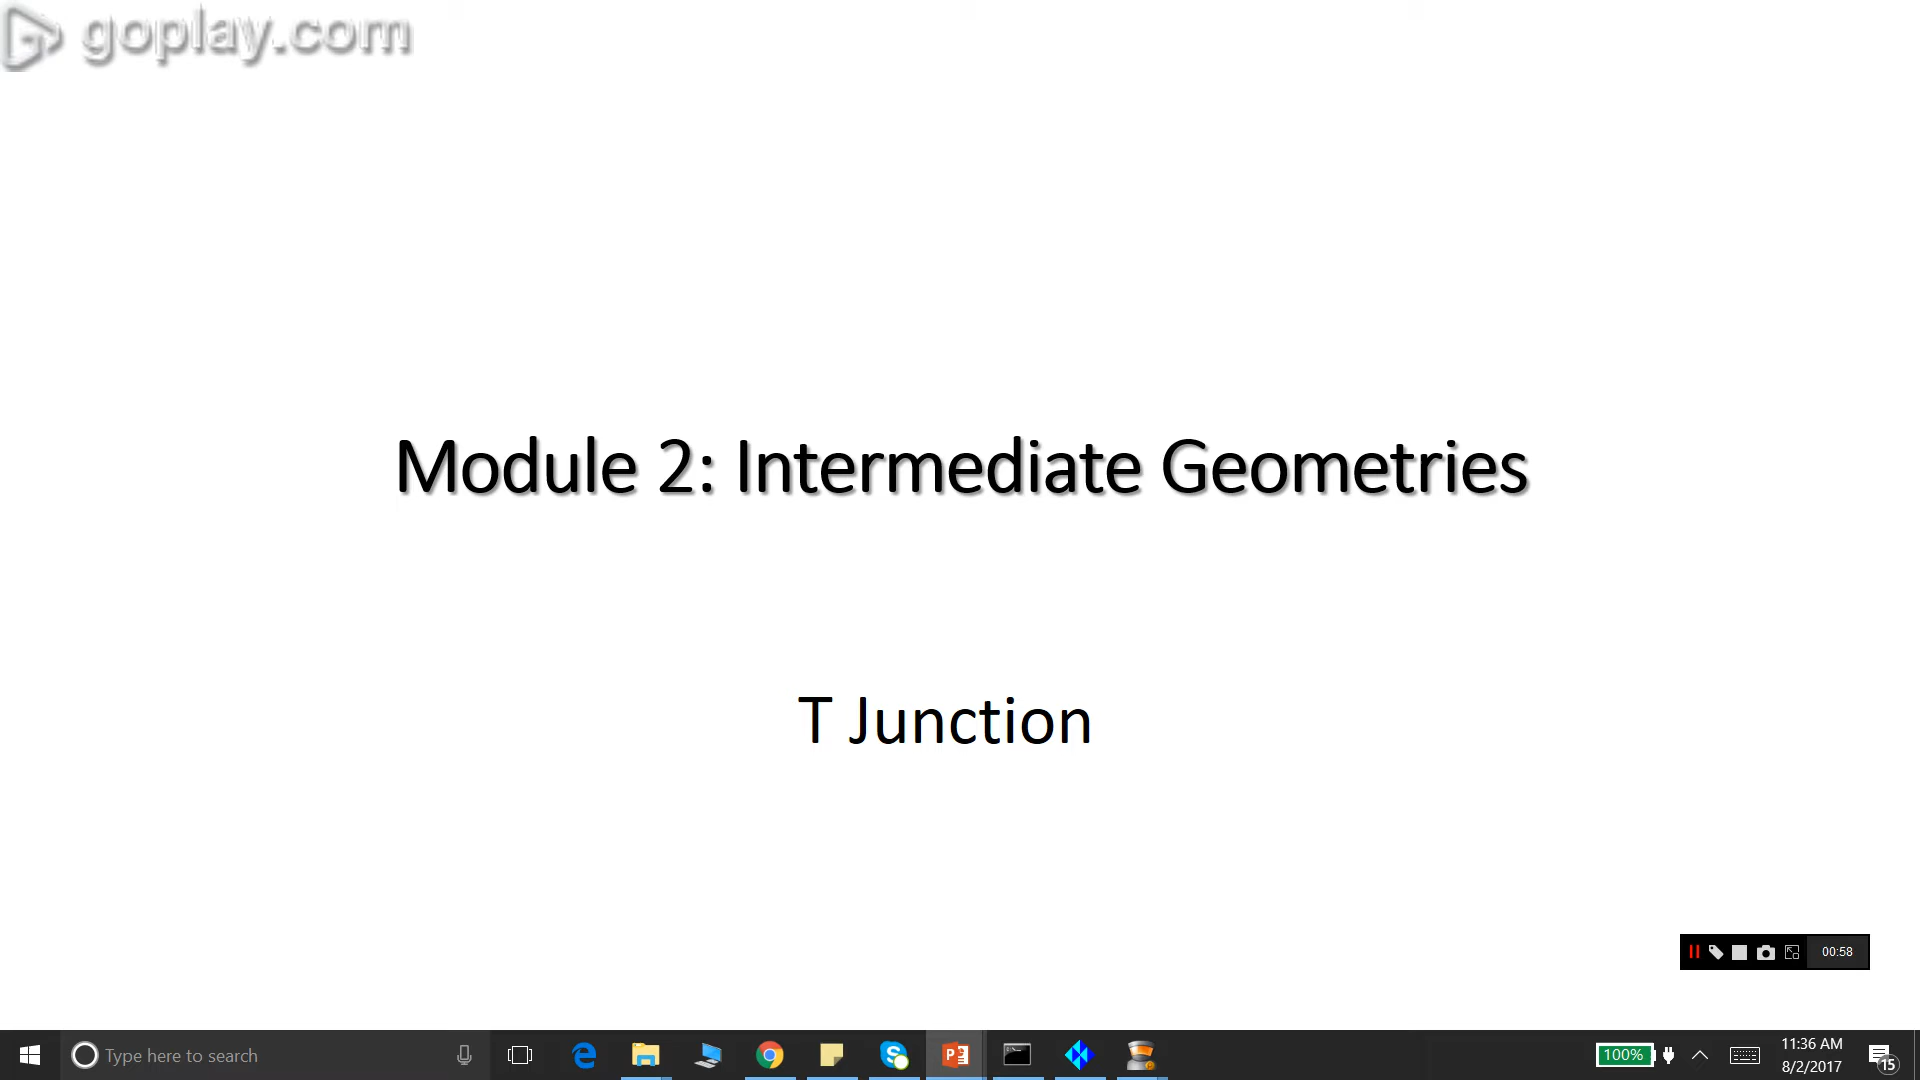 goplay.com
Module 2: Intermediate Geometries
T Junction
00:58
Type here to search
100%
11:36 AM
8/2/2017
15